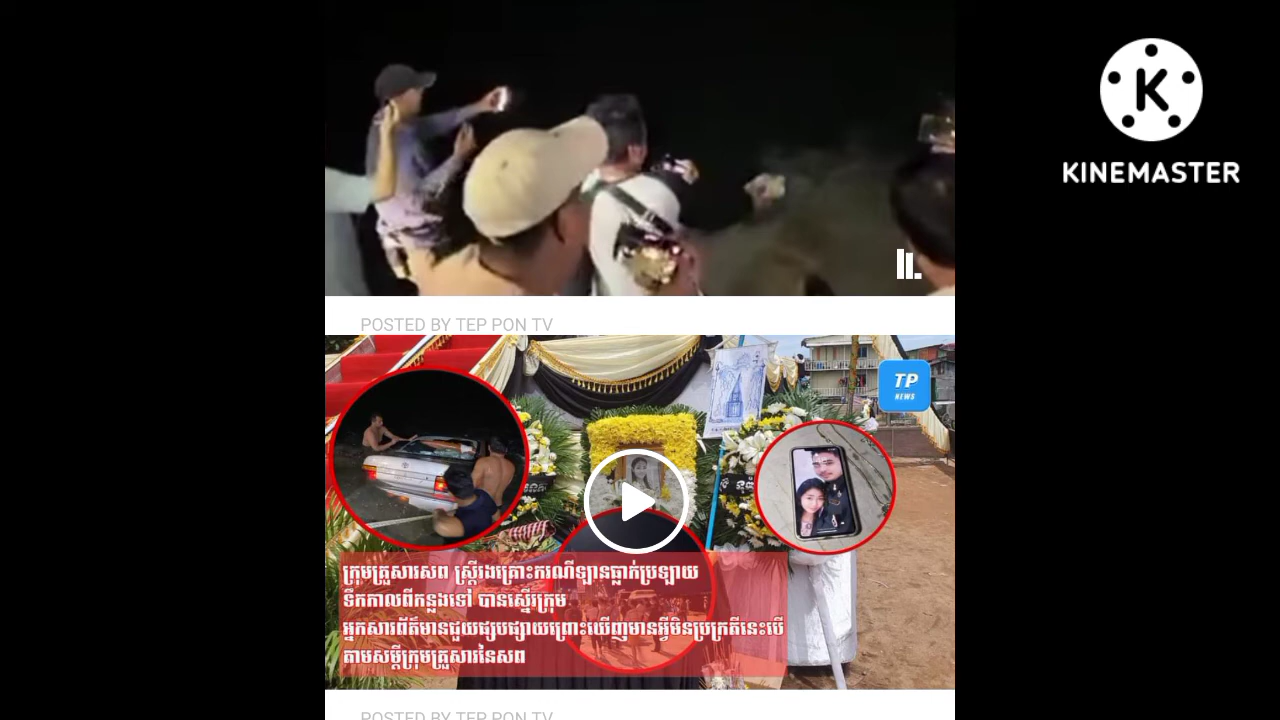 K
KINEMASTER
POSTED BY TEP PON TV
TP
NEWS
ក្រុមគ្រួសារសព ស្ត្រីរងគ្រោះករណីឡានធ្លាក់ប្រឡាយ
ទឹកកាលពីកន្លងទៅ បានស្នើរក្រុម
អ្នកសារព័ត៌មានជួយផ្សព្វផ្សាយព្រោះឃើញមានអ្វីមិនប្រក្រតីនេះបើ
តាមសម្ដីក្រុមគ្រួសារនៃសព
POSTED BY TEP PON TV